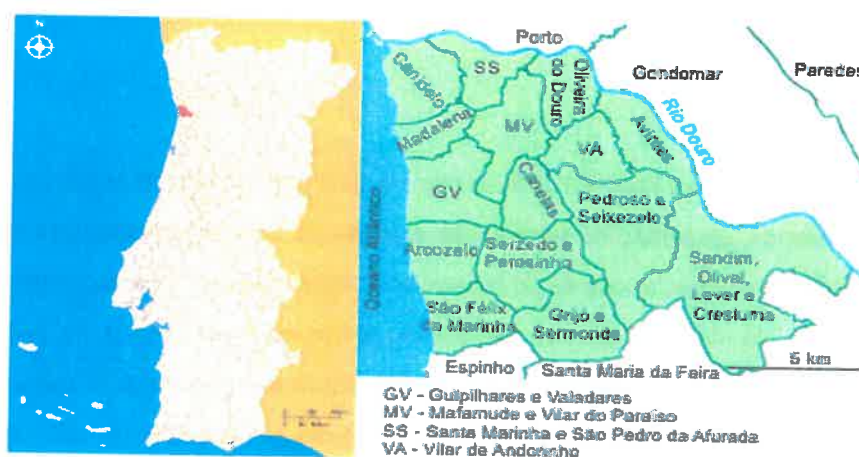 Porto
Gondomar
Paredes
Canidelo
SS
Oliveira
do Douro
Rio Douro
Madalena
MV
VA
Avintes
GV
Canelas
Pedroso e
Seixezelo
Oceano Atlântico
Arcozelo
Serzedo e
Perosinho
Sandim,
Olival,
Lever e
Crestuma
São Félix
da Marinha
Grijó e
Sermonde
5 km
Espinho
Santa Maria da Feira
GV - Gulpilhares e Valadares
MV - Mafamude e Vilar do Paraíso
SS - Santa Marinha e São Pedro da Afurada
VA - Vilar de Andorinho